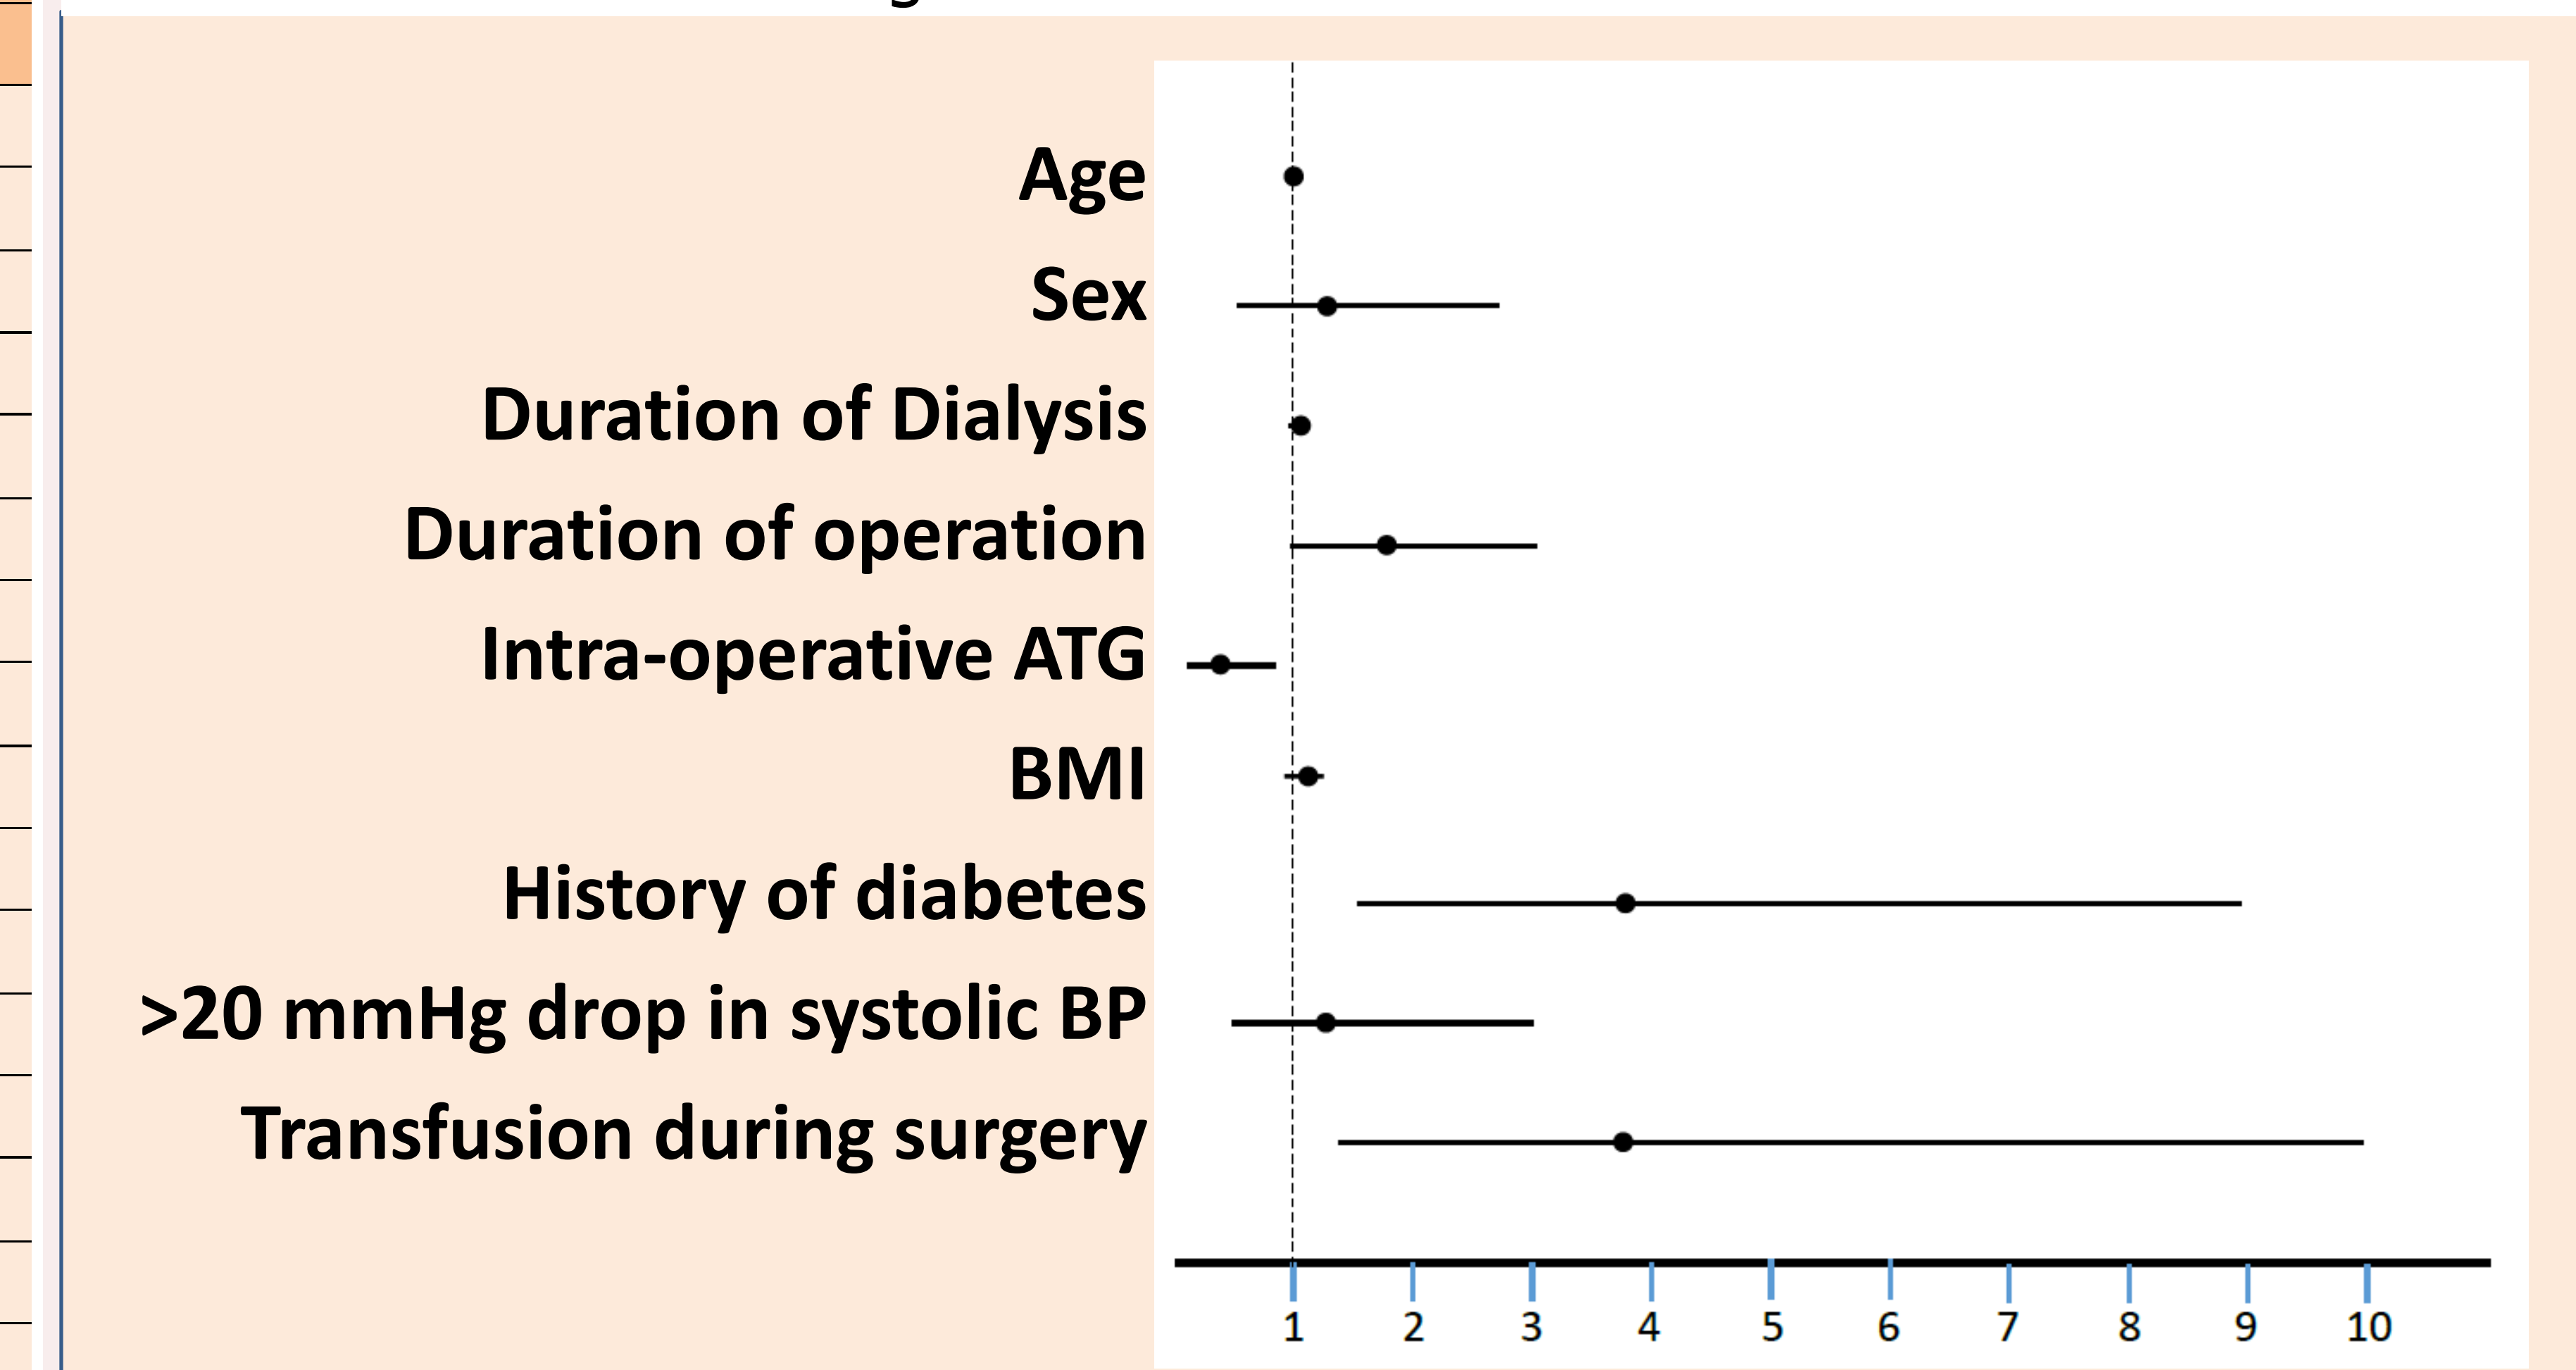 Age
Sex
Duration of Dialysis
Duration of operation
Intra-operative ATG
BMI
History of diabetes
>20 mmHg drop in systolic BP
Transfusion during surgery
1 2 3 4 5 6 7 8 9 10